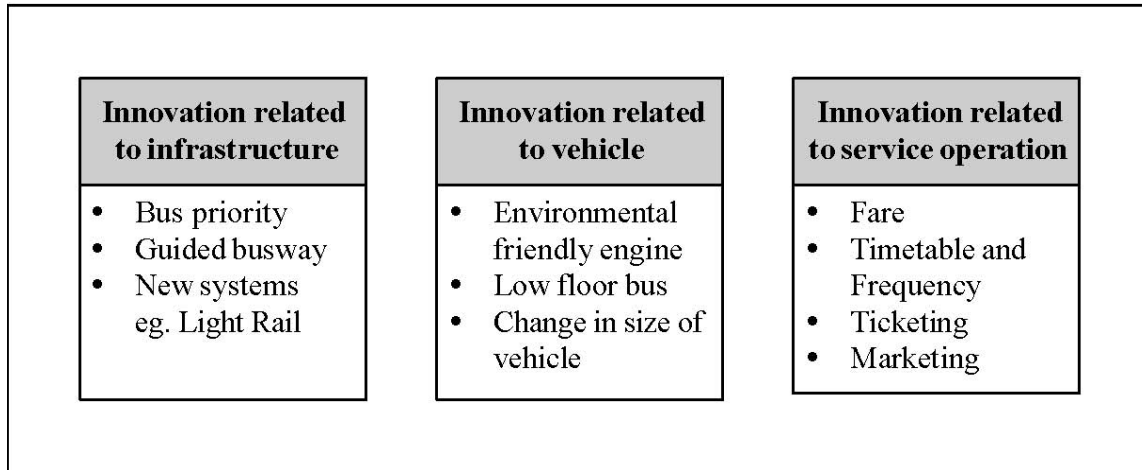 Innovation related
to infrastructure
• Bus priority
• Guided busway
• New systems
eg. Light Rail
Innovation related
to vehicle
• Environmental
friendly engine
• Low floor bus
• Change in size of
vehicle
Innovation related
to service operation
• Fare
• Timetable and
Frequency
• Ticketing
• Marketing